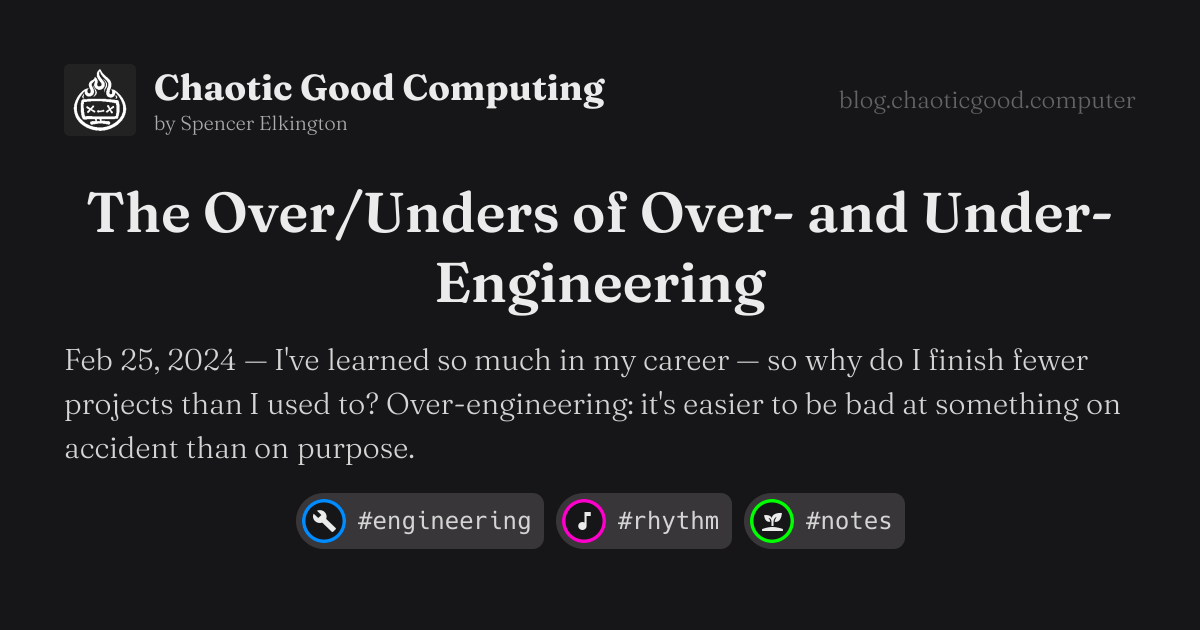 Chaotic Good Computing
by Spencer Elkington
blog.chaoticgood.computer
The Over/Unders of Over- and Under-
Engineering
Feb 25, 2024 — I've learned so much in my career — so why do I finish fewer
projects than I used to? Over-engineering: it's easier to be bad at something on
accident than on purpose.
#engineering
#rhythm
#notes